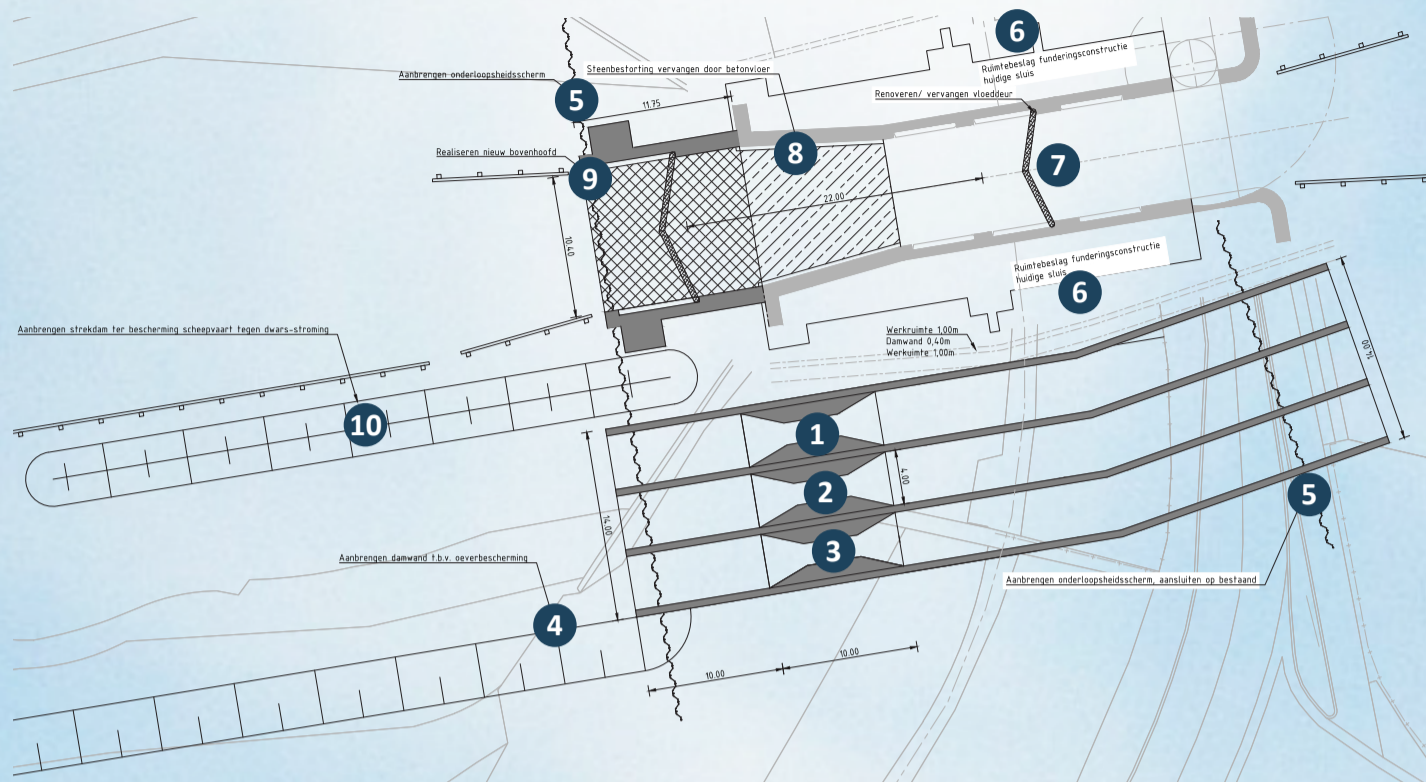 6
Ruimtebeslag funderingsconstructie
huidige sluis
Aanbrengen onderloopsheidsscherm
Steenbestorting vervangen door betonvloer
5
11.75
Renoveren/ vervangen vloeddeur
Realiseren nieuw bovenhoofd
8
7
9
22.00
10.40
Ruimtebeslag funderingsconstructie
huidige sluis
6
Aanbrengen strekdam ter bescherming scheepvaart tegen dwars-stroming
Werkruimte 1,00m
Damwand 0,40m
Werkuimte 1,00m
14.00
10
1
4.00
2
5
14.00
3
Aanbrengen damwand t.b.v. oeverbescherming
Aanbrengen onderloopsheidsscherm, aansluiten op bestaand
4
10.00
10.00